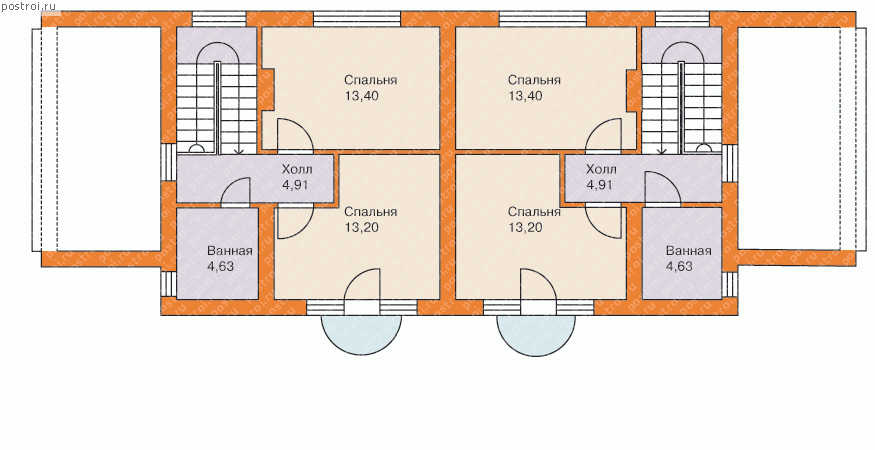 postroi.ru
Спальня
13,40
Спальня
13,40
Холл
4,91
Холл
4,91
Спальня
13,20
Спальня
13,20
Ванная
4,63
Ванная
4,63